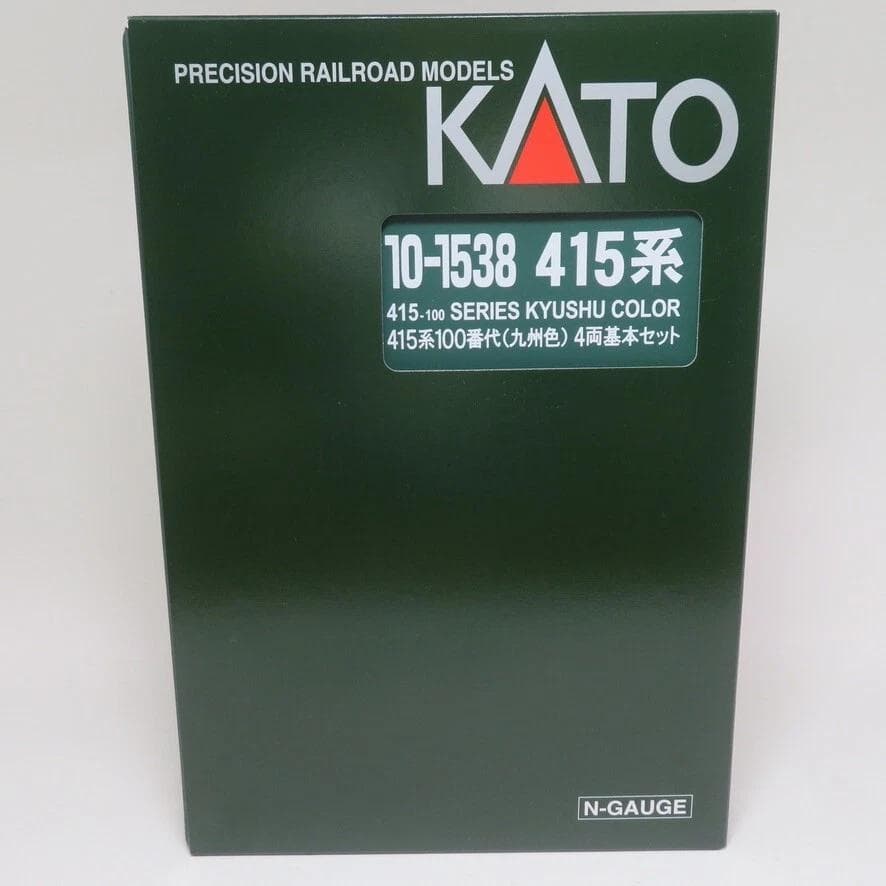 PRECISION RAILROAD MODELS
KATO
10-1538 415系
415-100 SERIES KYUSHU COLOR
415系100番代(九州色) 4両基本セット
N-GAUGE